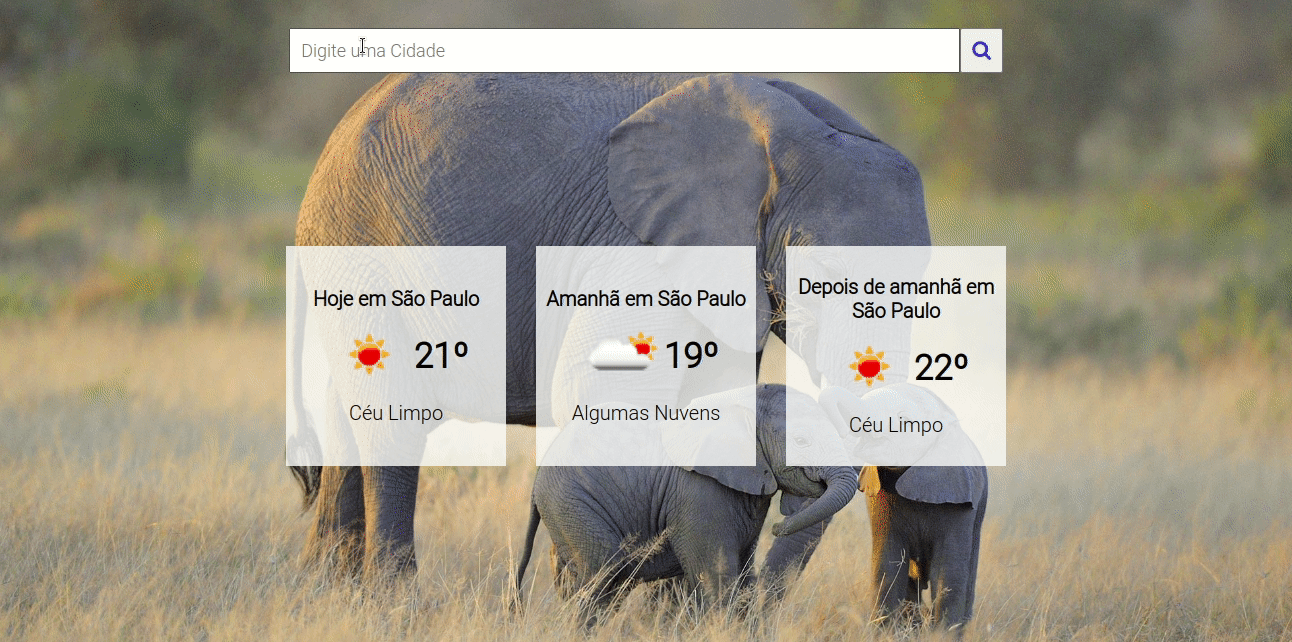 Digite uma Cidade
Hoje em São Paulo
21º
Céu Limpo
Amanhã em São Paulo
19º
Algumas Nuvens
Depois de amanhã em
São Paulo
22º
Céu Limpo